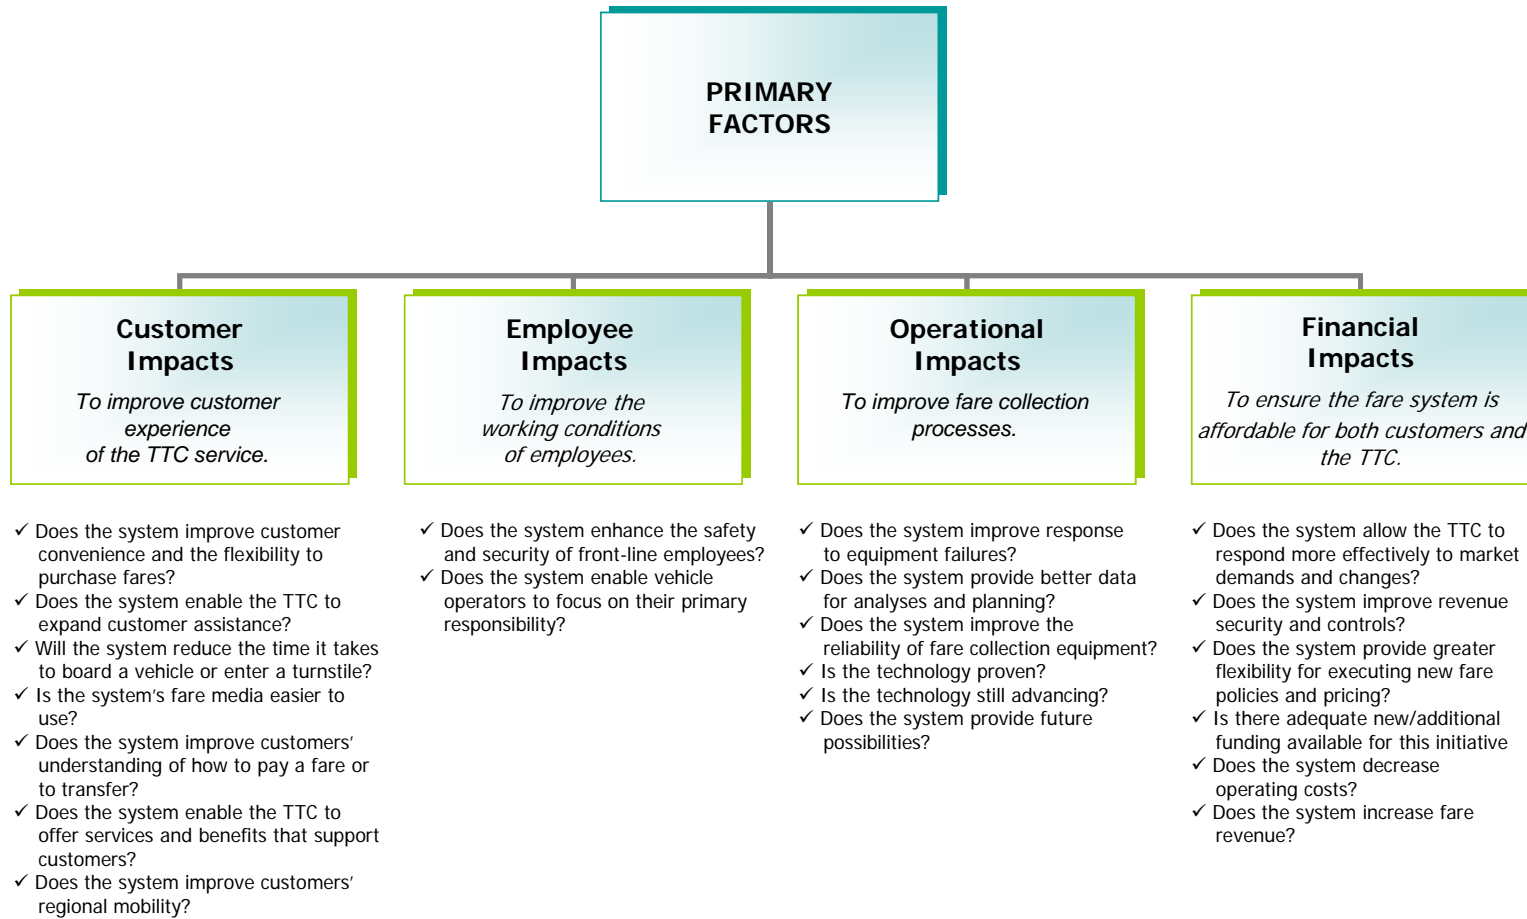 PRIMARY
FACTORS
Customer
Impacts
To improve customer
experience
of the TTC service.
✓ Does the system improve customer
convenience and the flexibility to
purchase fares?
✓ Does the system enable the TTC to
expand customer assistance?
✓ Will the system reduce the time it takes
to board a vehicle or enter a turnstile?
✓ Is the system's fare media easier to
use?
✓ Does the system improve customers'
understanding of how to pay a fare or
to transfer?
✓ Does the system enable the TTC to
offer services and benefits that support
customers?
✓ Does the system improve customers'
regional mobility?
Employee
Impacts
To improve the
working conditions
of employees.
✓ Does the system enhance the safety
and security of front-line employees?
✓ Does the system enable vehicle
operators to focus on their primary
responsibility?
Operational
Impacts
To improve fare collection
processes.
✓ Does the system improve response
to equipment failures?
✓ Does the system provide better data
for analyses and planning?
✓ Does the system improve the
reliability of fare collection equipment?
✓ Is the technology proven?
✓ Is the technology still advancing?
✓ Does the system provide future
possibilities?
Financial
Impacts
To ensure the fare system is
affordable for both customers and
the TTC.
✓ Does the system allow the TTC to
respond more effectively to market
demands and changes?
✓ Does the system improve revenue
security and controls?
✓ Does the system provide greater
flexibility for executing new fare
policies and pricing?
✓ Is there adequate new/additional
funding available for this initiative
✓ Does the system decrease
operating costs?
✓ Does the system increase fare
revenue?